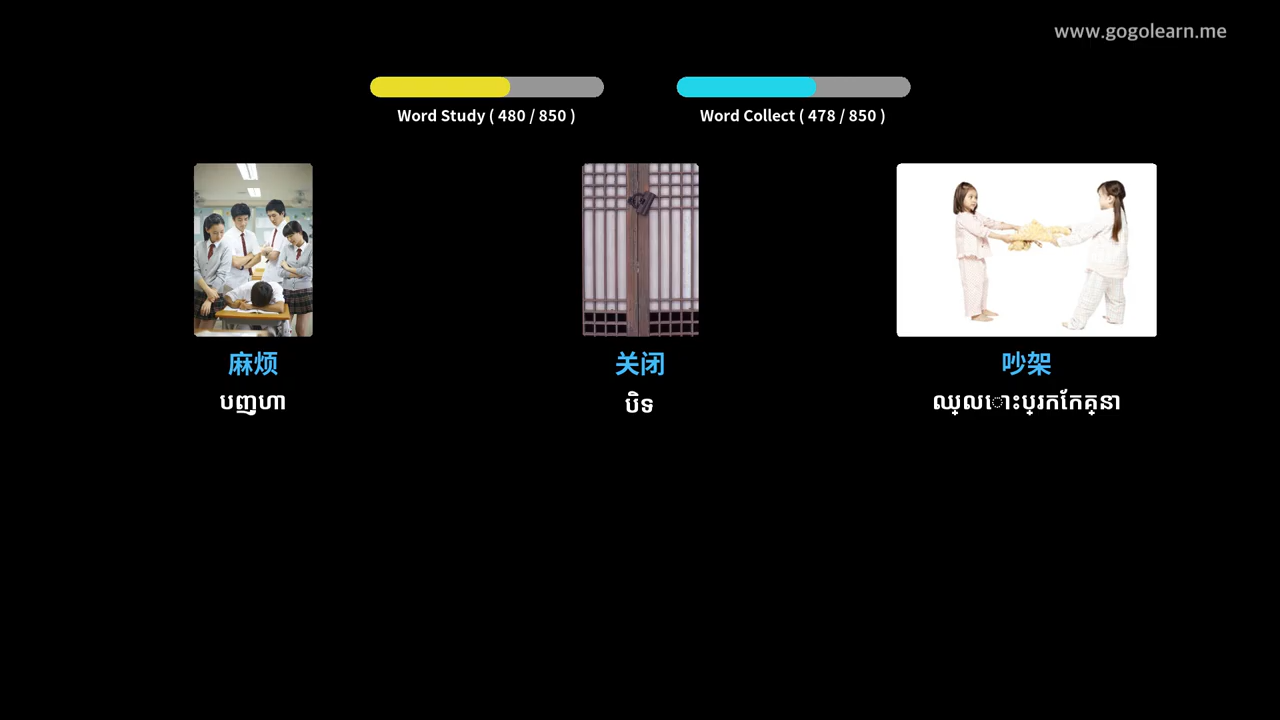 www.gogolearn.me
Word Study ( 480 / 850 )
Word Collect ( 478 / 850 )
麻烦
关闭
吵架
បញ្ហា
បិទ
ឈ្លោះប្រកែកគ្នា